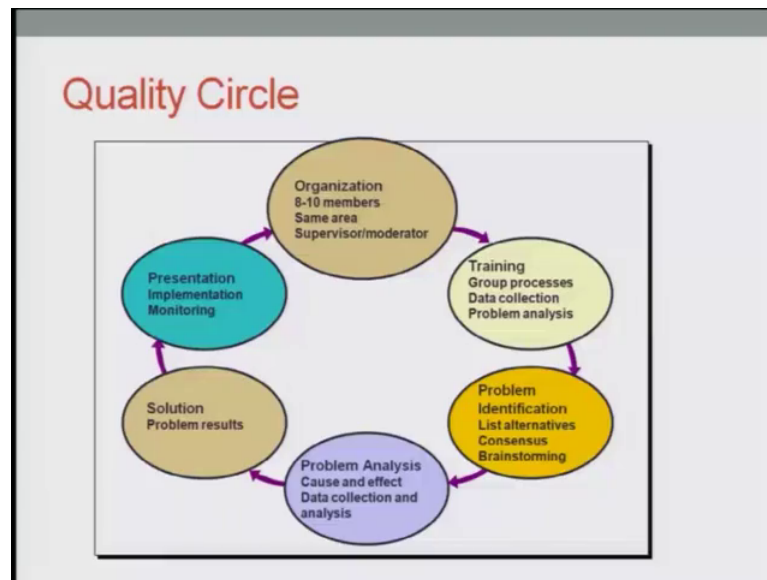 Quality Circle
Organization
8-10 members
Same area
Supervisor/moderator
Training
Group processes
Data collection
Problem analysis
Problem
Identification
List alternatives
Consensus
Brainstorming
Problem Analysis
Cause and effect
Data collection and
analysis
Solution
Problem results
Presentation
Implementation
Monitoring